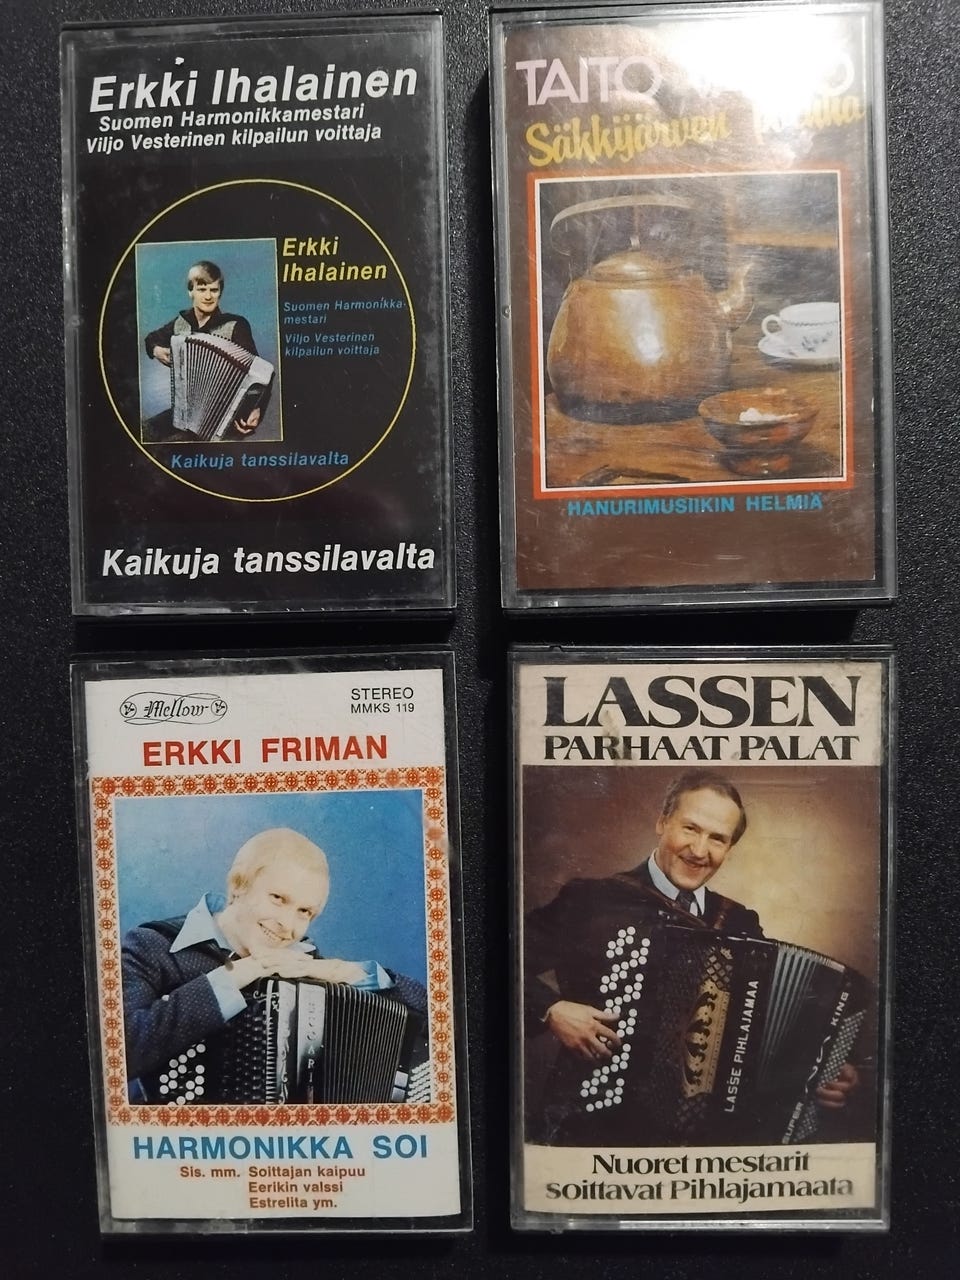 Erkki Ihalainen
Suomen Harmonikkamestari
Viljo Vesterinen kilpailun voittaja
Erkki
Ihalainen
Suomen Harmonikka-
mestari
Viljo Vesterinen
kilpailun voittaja
Kaikuja tanssilavalta
Kaikuja tanssilavalta
TAITO
Säkkijärven
HANURIMUSIIKIN HELMIÄ
Mellow
STEREO
MMKS 119
ERKKI FRIMAN
HARMONIKKA SOI
Sis. mm. Soittajan kaipuu
Eerikin valssi
Estrelita ym.
LASSEN
PARHAAT PALAT
LASSE PIHLAJAMAA
SUPER KING
Nuoret mestarit
soittavat Pihlajamaata